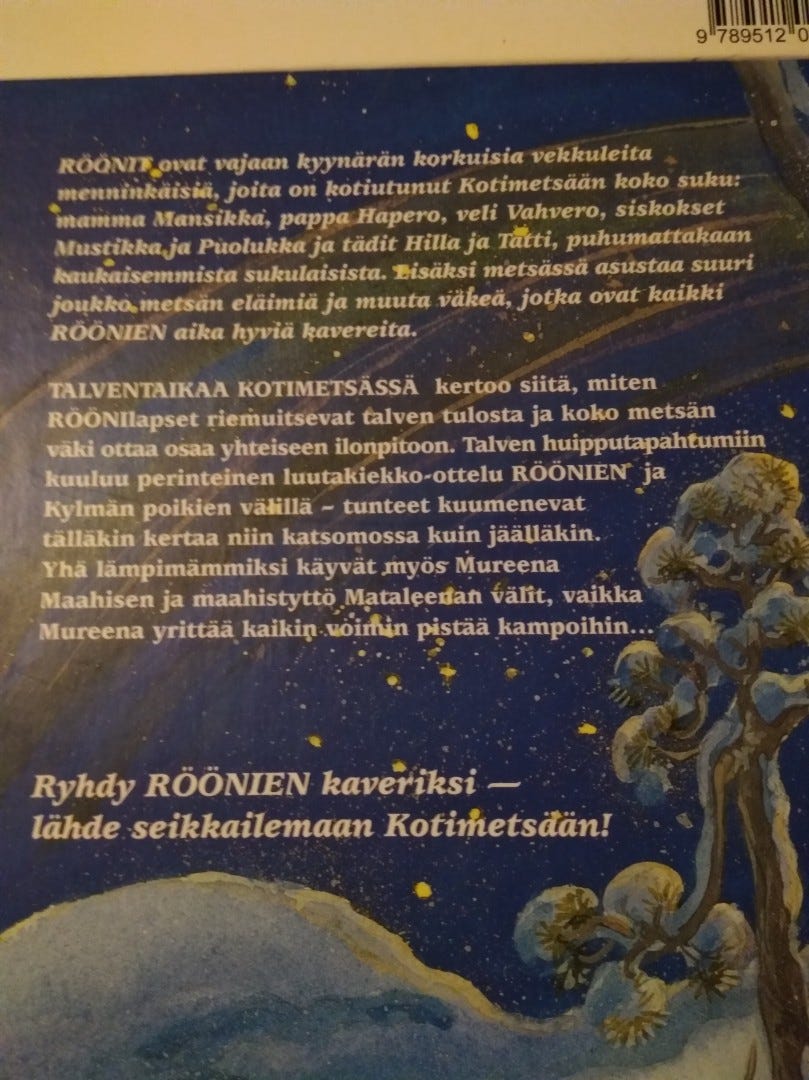 9 789512 0
RÖÖNIT ovat vajaan kyynärän korkuisia vekkuleita
menninkäisiä, joita on kotiutunut Kotimetsään koko suku:
mamma Mansikka, pappa Hapero, veli Vahvero, siskokset
Mustikka ja Puolukka ja tädit Hilla ja Tatti, puhumattakaan
kaukaisemmista sukulaisista. Lisäksi metsässä asustaa suuri
joukko metsän eläimiä ja muuta väkeä, jotka ovat kaikki
RÖÖNIEN aika hyviä kavereita.
TALVENTAIKAA KOTIMETSÄSSÄ kertoo siitä, miten
RÖÖNIlapset riemuitsevat talven tulosta ja koko metsän
väki ottaa osaa yhteiseen ilonpitoon. Talven huipputapahtumiin
kuuluu perinteinen luutakiekko-ottelu RÖÖNIEN ja
Kylmän poikien välillä – tunteet kuumenevat
tälläkin kertaa niin katsomossa kuin jäälläkin.
Yhä lämpimämmiksi käyvät myös Mureena
Maahisen ja maahistyttö Mataleenan välit, vaikka
Mureena yrittää kaikin voimin pistää kampoihin...
Ryhdy RÖÖNIEN kaveriksi —
lähde seikkailemaan Kotimetsään!